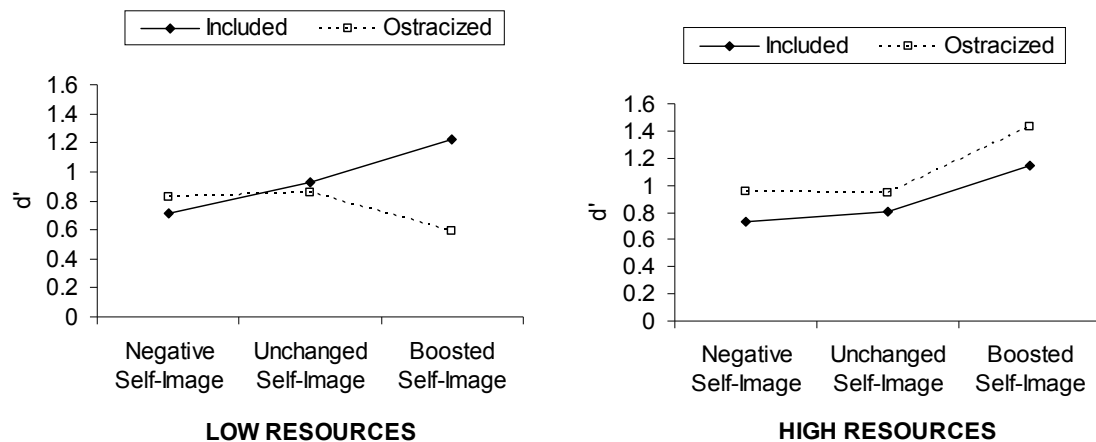 Included Ostracized
1.6
1.4
1.2
1
0.8
0.6
0.4
0.2
0
d'
Negative Self-Image
Unchanged Self-Image
Boosted Self-Image
LOW RESOURCES
Included Ostracized
1.6
1.4
1.2
1
0.8
0.6
0.4
0.2
0
d'
Negative Self-Image
Unchanged Self-Image
Boosted Self-Image
HIGH RESOURCES